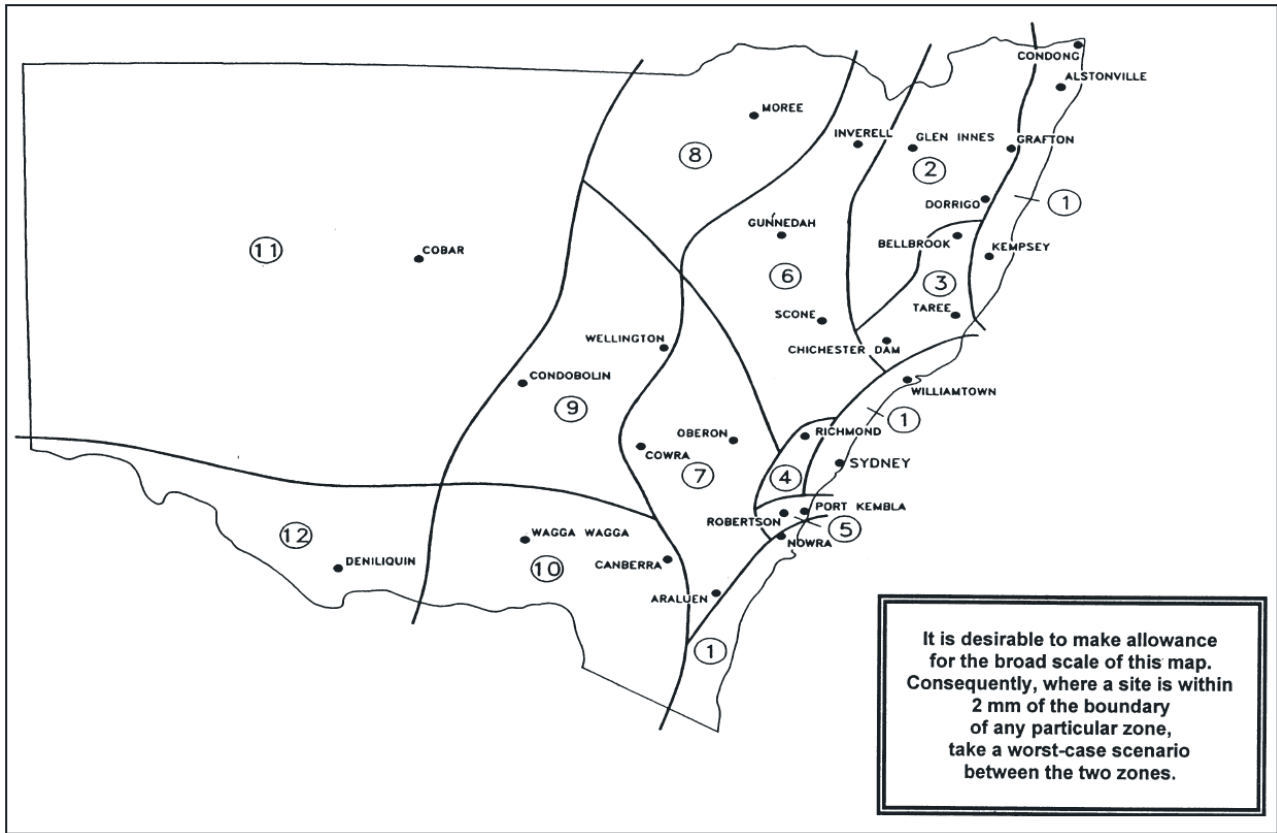 CONDONG
ALSTONVILLE
MOREE
INVERELL
GLEN INNES
GRAFTON
8
2
DORRIGO
1
GUNNEDAH
BELLBROOK
KEMPSEY
11
COBAR
6
3
SCONE
TAREE
WELLINGTON
CHICHESTER DAM
CONDOBOLIN
WILLIAMTOWN
9
1
OBERON
RICHMOND
COWRA
SYDNEY
7
4
PORT KEMBLA
ROBERTSON
5
12
WAGGA WAGGA
NOWRA
DENILIQUIN
10
CANBERRA
ARALUEN
1
It is desirable to make allowance
for the broad scale of this map.
Consequently, where a site is within
2 mm of the boundary
of any particular zone,
take a worst-case scenario
between the two zones.